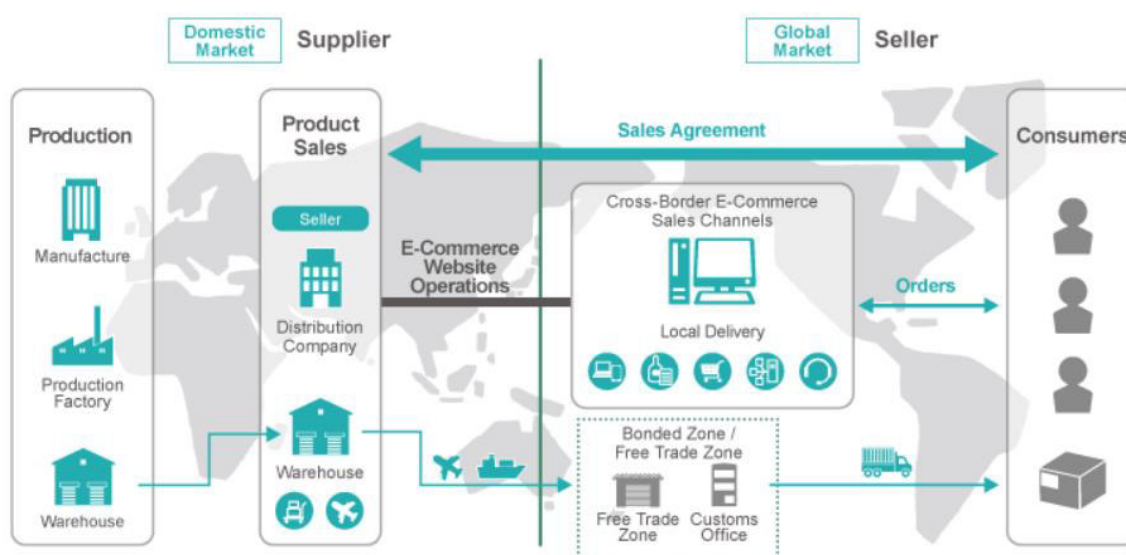 Domestic
Market
Supplier
Global
Market
Seller
Production
Manufacture
Production
Factory
Warehouse
Product
Sales
Seller
Distribution
Company
Warehouse
Sales Agreement
E-Commerce
Website
Operations
Cross-Border E-Commerce
Sales Channels
Local Delivery
Orders
Bonded Zone /
Free Trade Zone
Free Trade
Zone
Customs
Office
Consumers